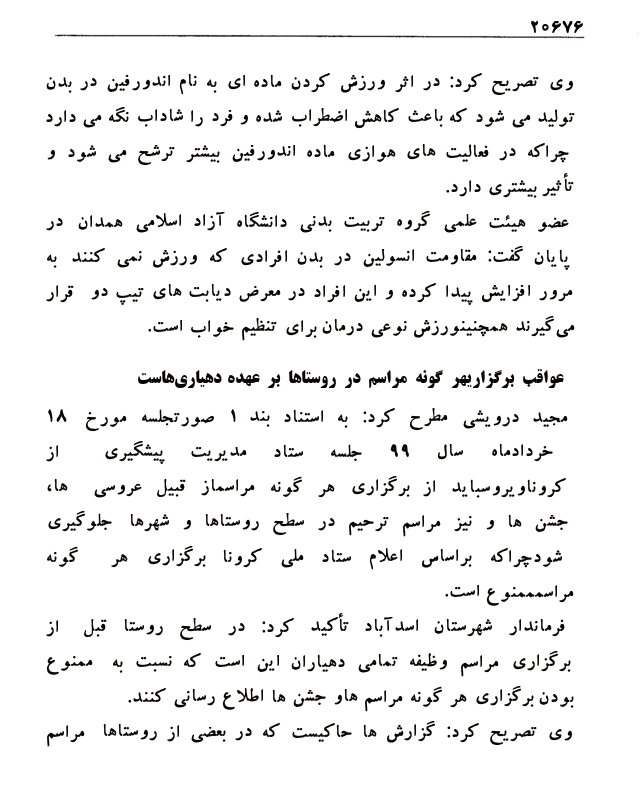 ۲۰۶۷۶
وی تصریح کرد: در اثر ورزش کردن ماده ای به نام اندورفین در بدن
تولید می شود که باعث کاهش اضطراب شده و فرد را شاداب نگه می دارد
چراکه در فعالیت های هوازی ماده اندورفین بیشتر ترشح می شود و
تأثیر بیشتری دارد.
عضو هیئت علمی گروه تربیت بدنی دانشگاه آزاد اسلامی همدان در
پایان گفت: مقاومت انسولین در بدن افرادی که ورزش نمی کنند به
مرور افزایش پیدا کرده و این افراد در معرض دیابت های تیپ دو قرار
می‌گیرند همچنینورزش نوعی درمان برای تنظیم خواب است.
عواقب برگزاریهر گونه مراسم در روستاها بر عهده دهیاری‌هاست
مجید درویشی مطرح کرد: به استناد بند ۱ صورتجلسه مورخ ۱۸
خردادماه سال ۹۹ جلسه ستاد مدیریت پیشگیری از
کروناویروسباید از برگزاری هر گونه مراسماز قبیل عروسی ها،
جشن ها و نیز مراسم ترحیم در سطح روستاها و شهرها جلوگیری
شودچراکه براساس اعلام ستاد ملی کرونا برگزاری هر گونه
مراسمممنوع است.
فرماندار شهرستان اسدآباد تأکید کرد: در سطح روستا قبل از
برگزاری مراسم وظیفه تمامی دهیاران این است که نسبت به ممنوع
بودن برگزاری هر گونه مراسم هاو جشن ها اطلاع رسانی کنند.
وی تصریح کرد: گزارش ها حاکیست که در بعضی از روستاها مراسم